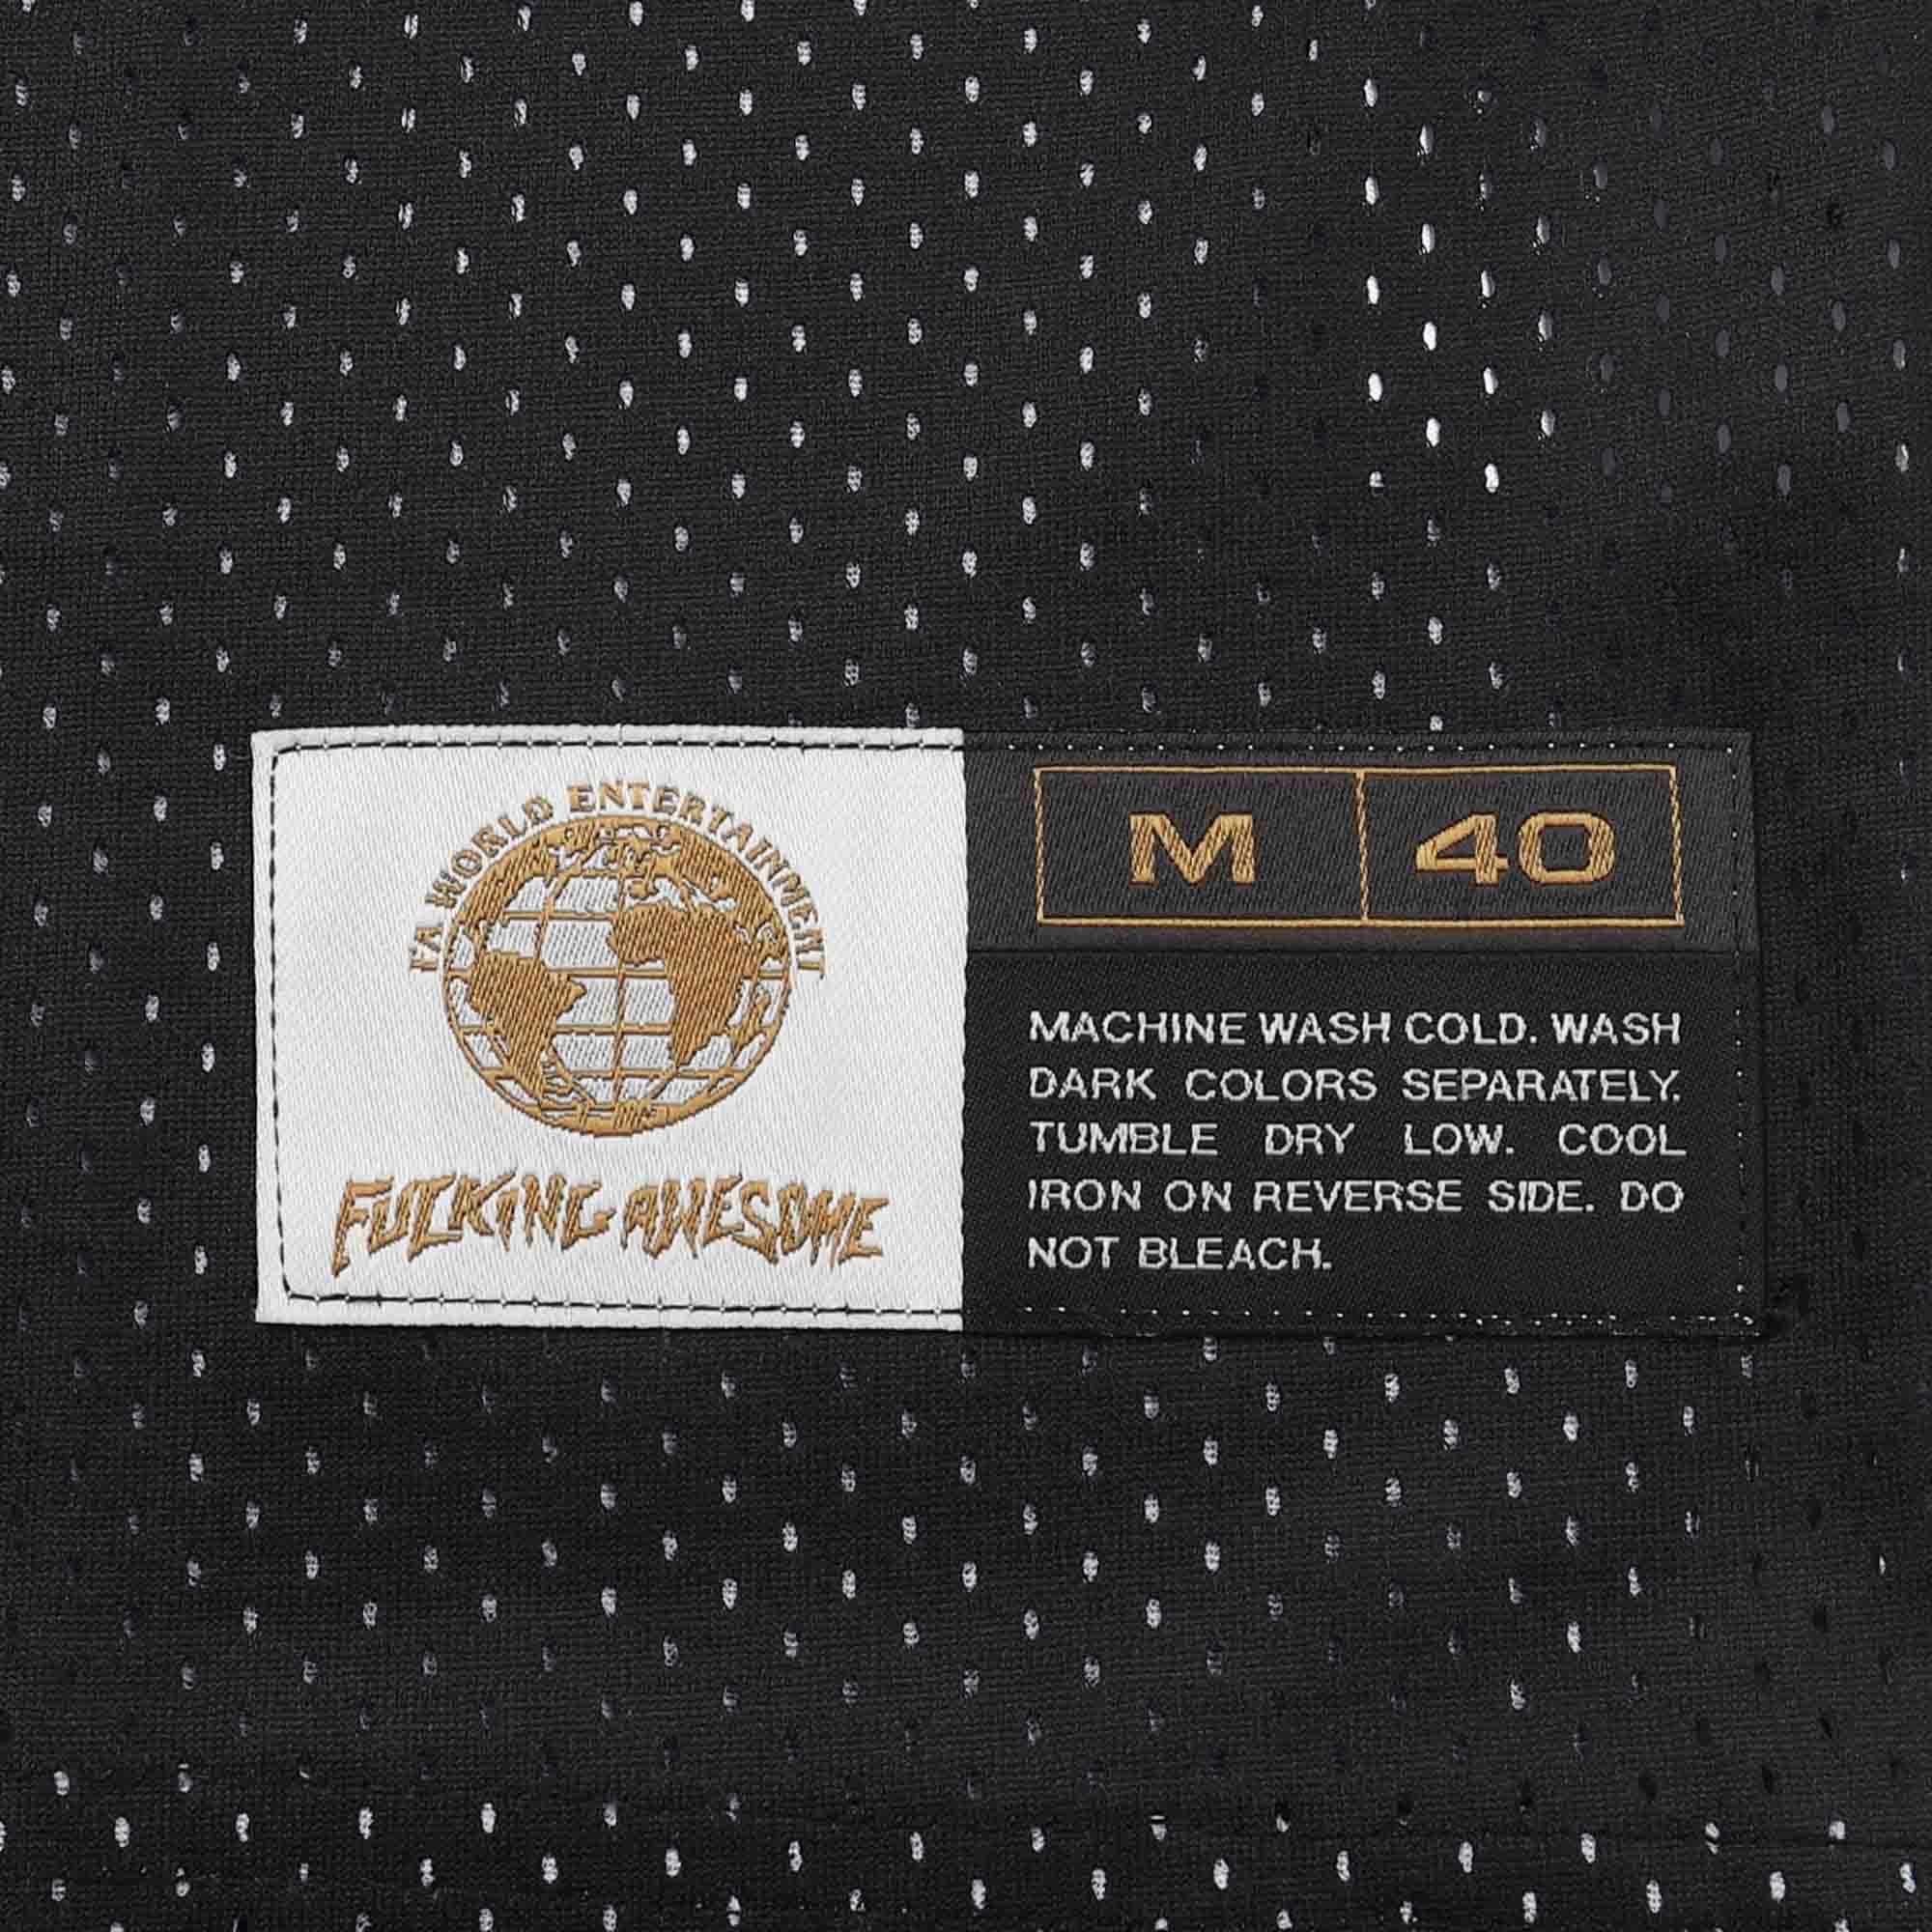 FA WORLD ENTERTAINMENT
FUCKING AWESOME
M 40
MACHINE WASH COLD. WASH
DARK COLORS SEPARATELY.
TUMBLE DRY LOW. COOL
IRON ON REVERSE SIDE. DO
NOT BLEACH.